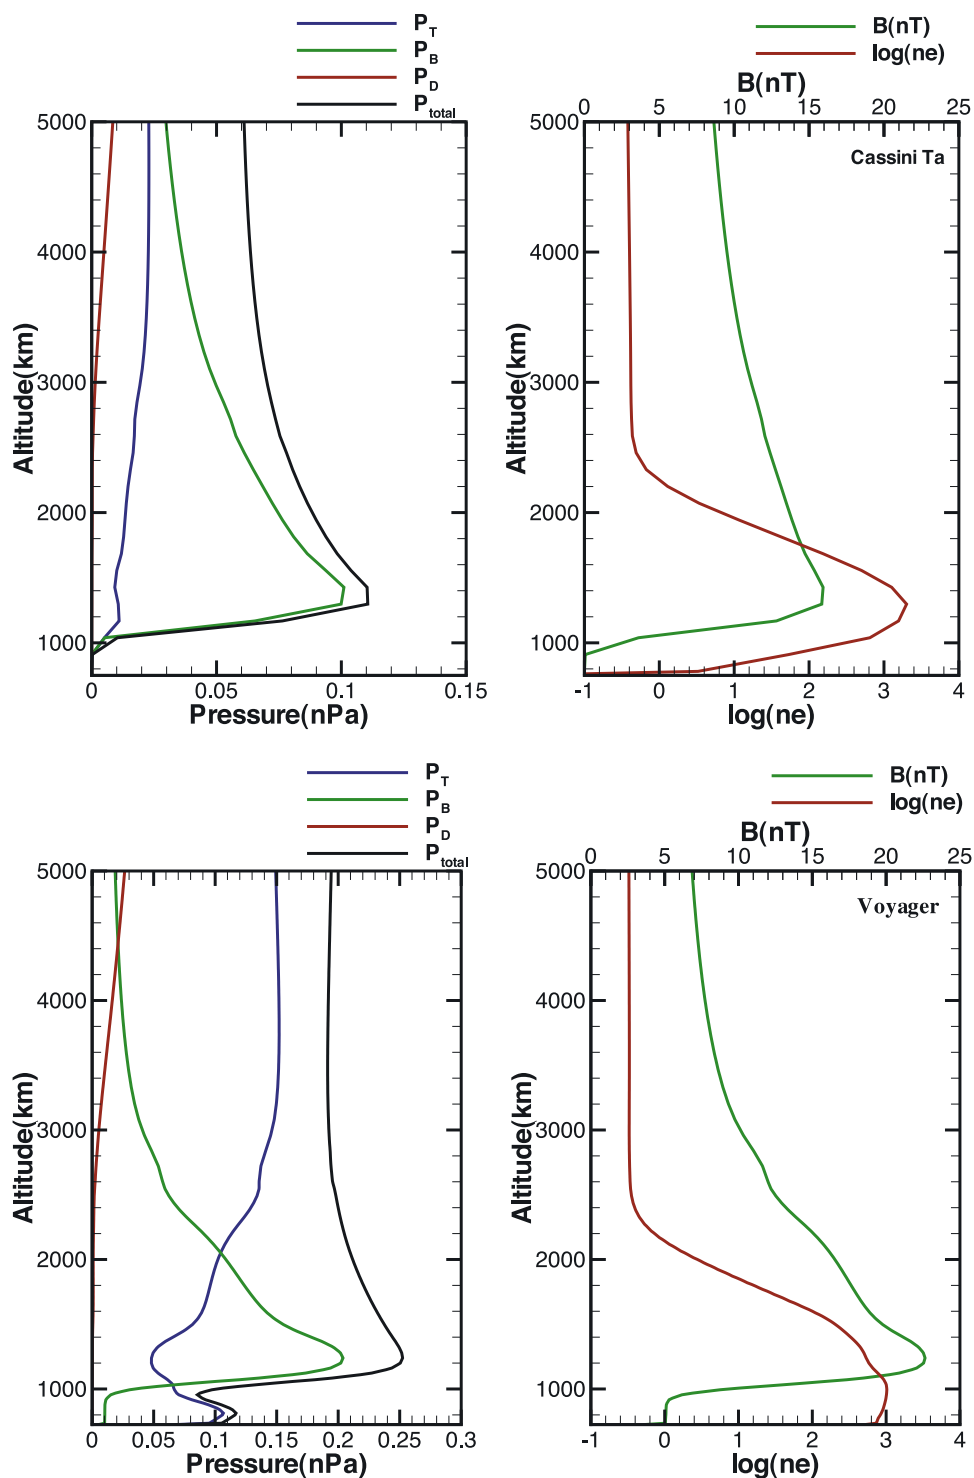 P_T
P_B
P_D
P_total
B(nT)
log(ne)
B(nT)
0 5 10 15 20 25
5000
4000
3000
2000
1000
Altitude(km)
0 0.05 0.1 0.15
Pressure(nPa)
Cassini Ta
5000
4000
3000
2000
1000
Altitude(km)
-1 0 1 2 3 4
log(ne)
P_T
P_B
P_D
P_total
B(nT)
log(ne)
B(nT)
0 5 10 15 20 25
5000
4000
3000
2000
1000
Altitude(km)
0 0.05 0.1 0.15 0.2 0.25 0.3
Pressure(nPa)
Voyager
5000
4000
3000
2000
1000
Altitude(km)
-1 0 1 2 3 4
log(ne)